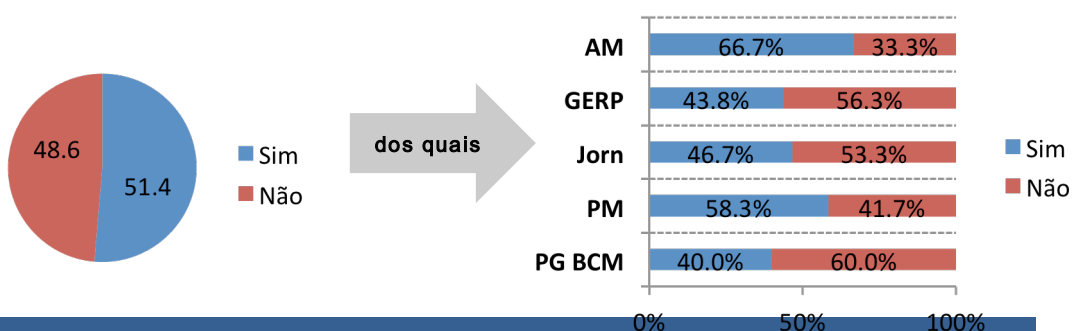 48.6
51.4
Sim
Não
dos quais
AM
66.7%
33.3%
GERP
43.8%
56.3%
Jorn
46.7%
53.3%
PM
58.3%
41.7%
PG BCM
40.0%
60.0%
0%
50%
100%
Sim
Não